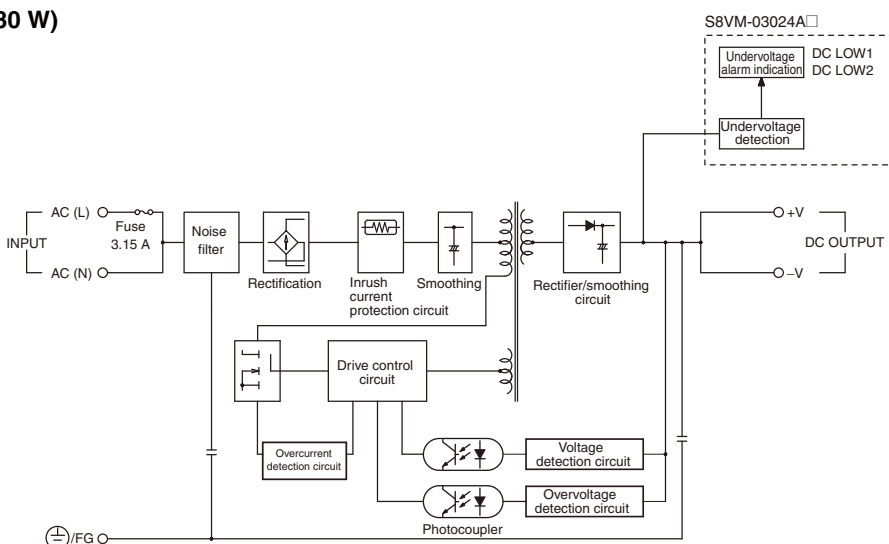 30 W)
S8VM-03024A□
Undervoltage
alarm indication
DC LOW1
DC LOW2
Undervoltage
detection
INPUT
AC (L)
Fuse
3.15 A
AC (N)
Noise
filter
Rectification
Inrush
current
protection circuit
Smoothing
Rectifier/smoothing
circuit
+V
DC OUTPUT
–V
Drive control
circuit
Overcurrent
detection circuit
Voltage
detection circuit
Overvoltage
detection circuit
Photocoupler
/FG